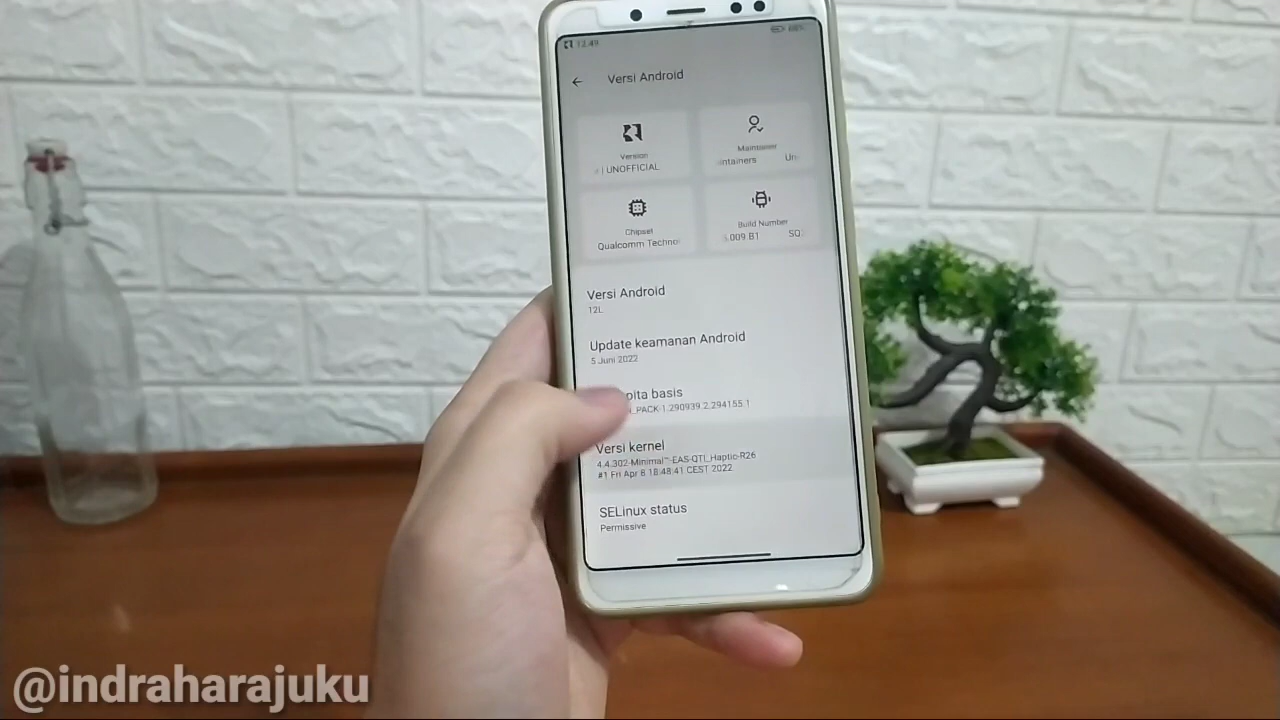 12.49
Versi Android
Version
| UNOFFICIAL
Maintainer
intainers Un
Chipset
Qualcomm Techno
Build Number
.009.B1 SQ
Versi Android
12L
Update keamanan Android
5 Juni 2022
pita basis
_PACK-1.290939.2.294155.1
Versi kernel
4.4.302-Minimal™-EAS-QTI_Haptic-R26
#1 Fri Apr 8 18:48:41 CEST 2022
SELinux status
Permissive
@indraharajuku